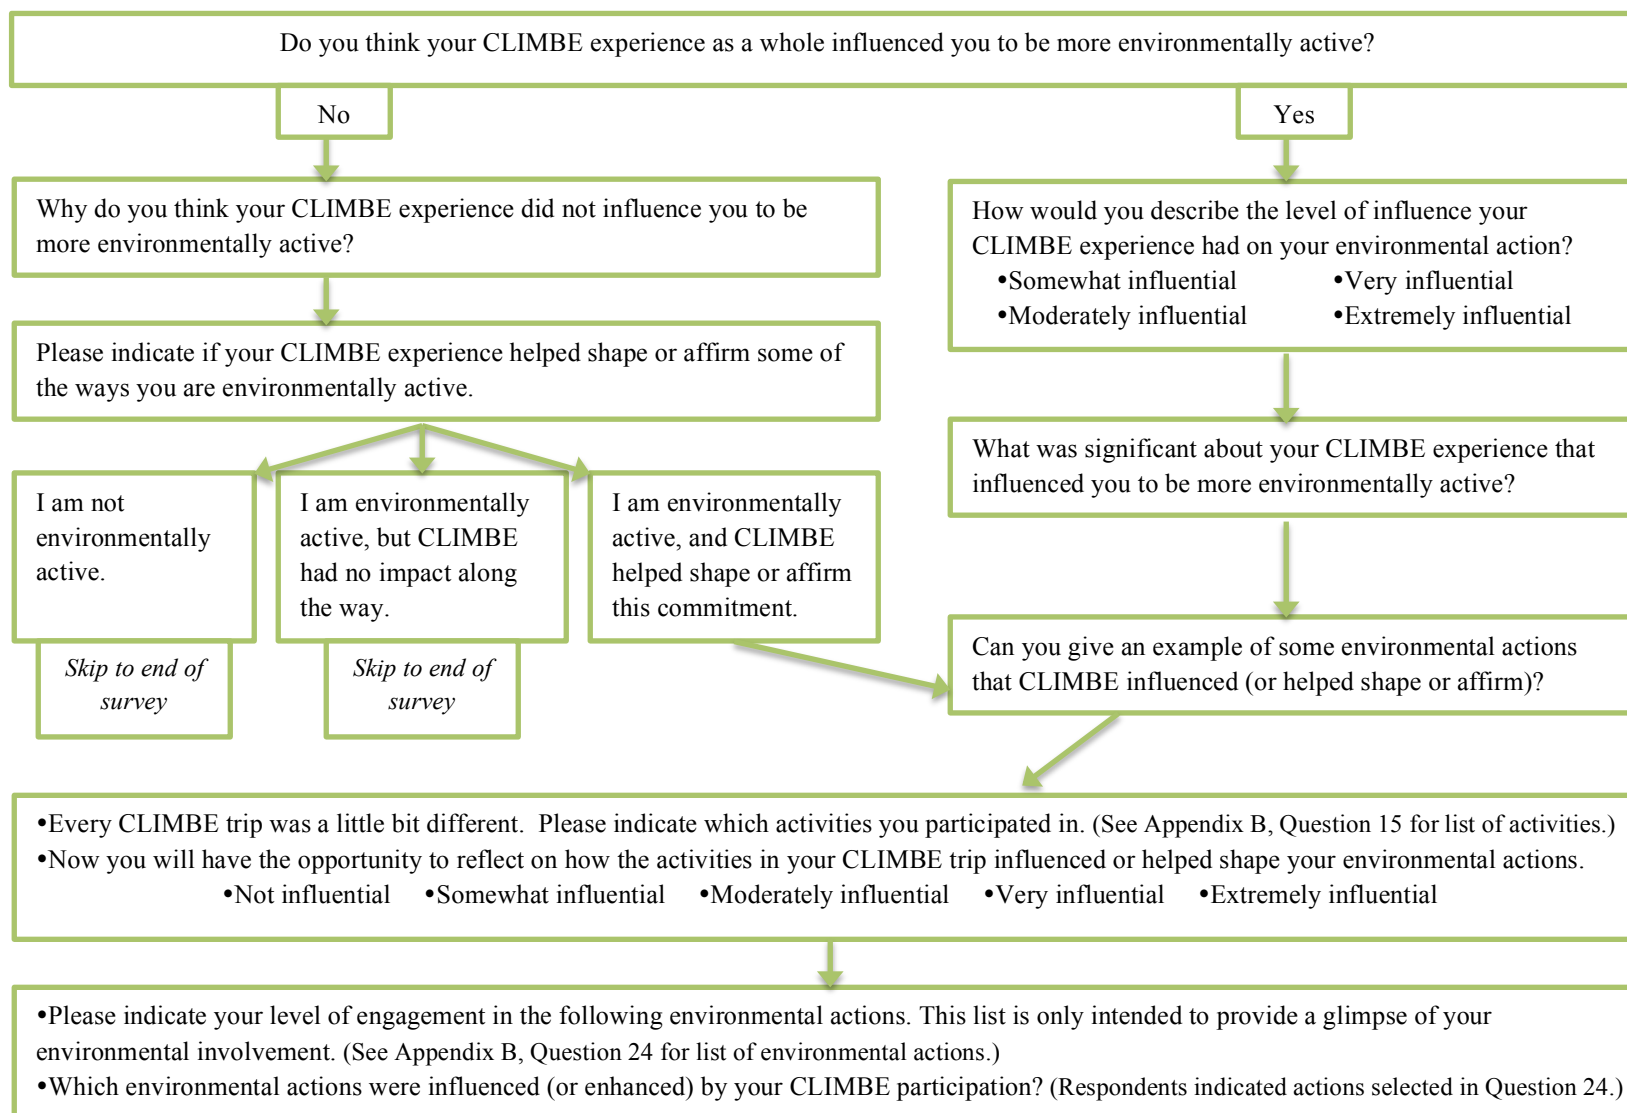 Do you think your CLIMBE experience as a whole influenced you to be more environmentally active?
No
Yes
Why do you think your CLIMBE experience did not influence you to be
more environmentally active?
How would you describe the level of influence your
CLIMBE experience had on your environmental action?
•Somewhat influential •Very influential
•Moderately influential •Extremely influential
Please indicate if your CLIMBE experience helped shape or affirm some of
the ways you are environmentally active.
What was significant about your CLIMBE experience that
influenced you to be more environmentally active?
I am not
environmentally
active.
I am environmentally
active, but CLIMBE
had no impact along
the way.
I am environmentally
active, and CLIMBE
helped shape or affirm
this commitment.
Skip to end of
survey
Skip to end of
survey
Can you give an example of some environmental actions
that CLIMBE influenced (or helped shape or affirm)?
•Every CLIMBE trip was a little bit different. Please indicate which activities you participated in. (See Appendix B, Question 15 for list of activities.)
•Now you will have the opportunity to reflect on how the activities in your CLIMBE trip influenced or helped shape your environmental actions.
•Not influential •Somewhat influential •Moderately influential •Very influential •Extremely influential
•Please indicate your level of engagement in the following environmental actions. This list is only intended to provide a glimpse of your
environmental involvement. (See Appendix B, Question 24 for list of environmental actions.)
•Which environmental actions were influenced (or enhanced) by your CLIMBE participation? (Respondents indicated actions selected in Question 24.)